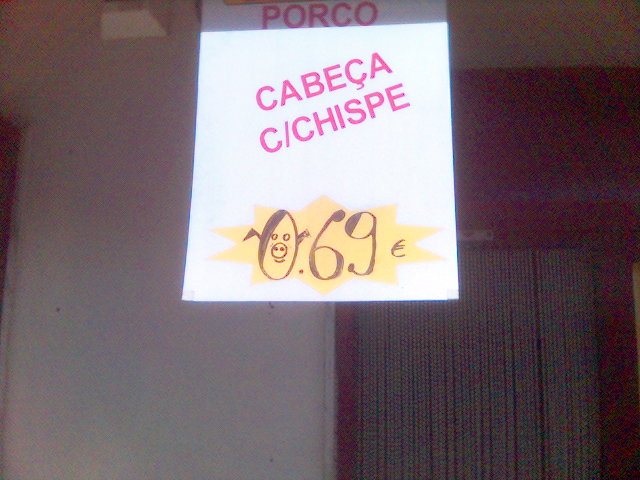 PORCO
CABEÇA
C/CHISPE
0.69 €